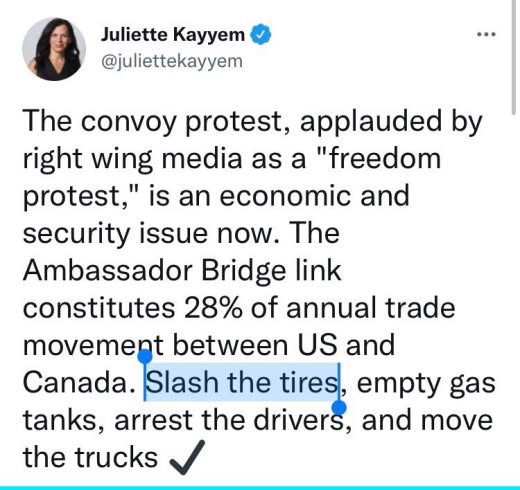 Juliette Kayyem
@juliettekayyem
The convoy protest, applauded by
right wing media as a "freedom
protest," is an economic and
security issue now. The
Ambassador Bridge link
constitutes 28% of annual trade
movement between US and
Canada. Slash the tires, empty gas
tanks, arrest the drivers, and move
the trucks ✔